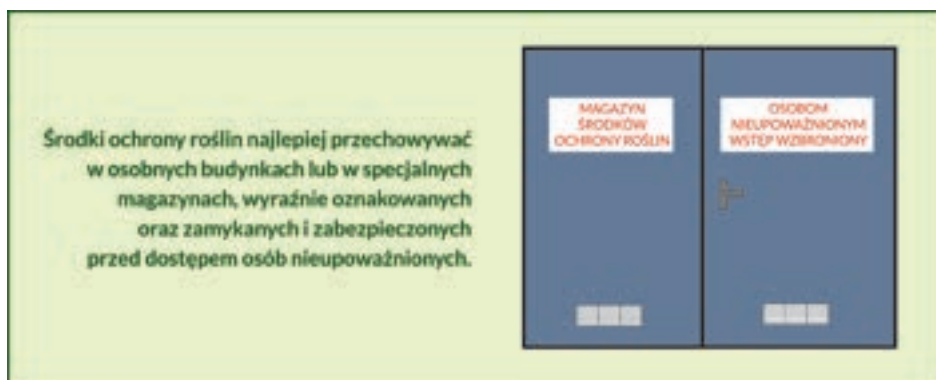 Środki ochrony roślin najlepiej przechowywać
w osobnych budynkach lub w specjalnych
magazynach, wyraźnie oznakowanych
oraz zamykanych i zabezpieczonych
przed dostępem osób nieupoważnionych.
MAGAZYN
ŚRODKÓW
OCHRONY ROŚLIN
OSOBOM
NIEUPOWAŻNIONYM
WSTĘP WZBRONIONY